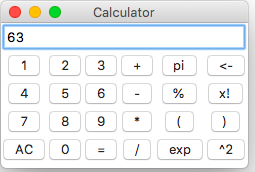 Calculator
63
1 2 3 + pi <-
4 5 6 - % x!
7 8 9 * ( )
AC 0 = / exp ^2